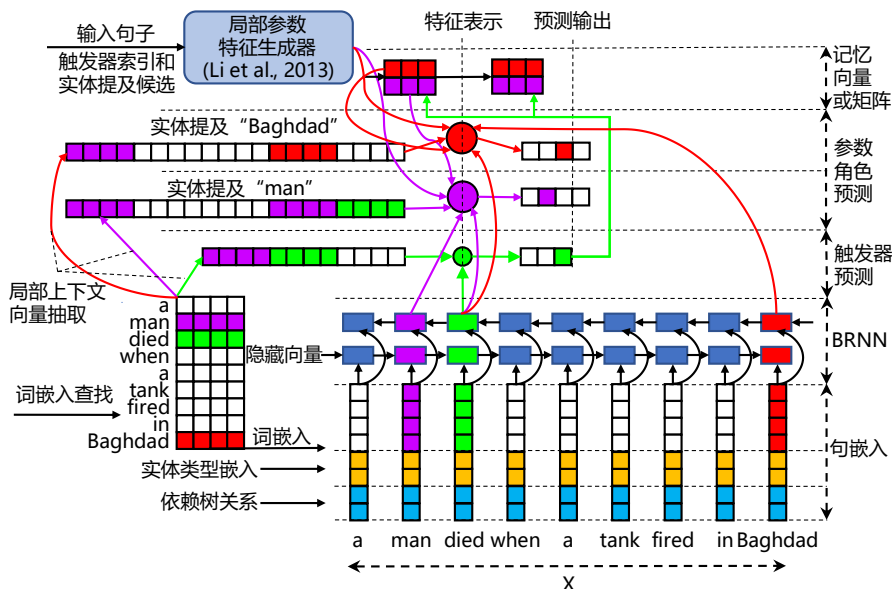 输入句子
触发器索引和
实体提及候选
局部参数
特征生成器
(Li et al., 2013)
特征表示
预测输出
记忆
向量
或矩阵
实体提及“Baghdad”
参数
角色
预测
实体提及“man”
触发器
预测
局部上下文
向量抽取
a
man
died
when
a
tank
fired
in
Baghdad
词嵌入查找
隐藏向量
BRNN
词嵌入
实体类型嵌入
依赖树关系
句嵌入
a man died when a tank fired in Baghdad
X